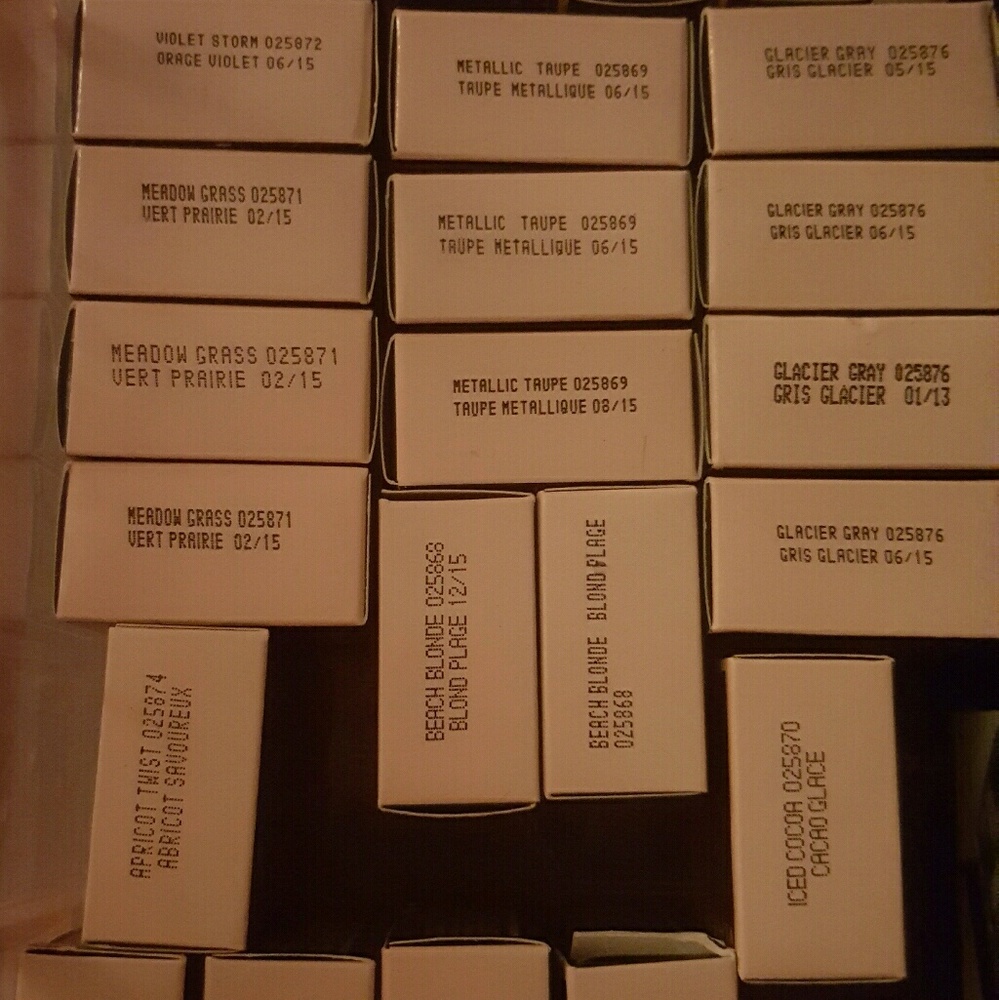 VIOLET STORM 025872
ORAGE VIOLET 06/15
METALLIC TAUPE 025869
TAUPE METALLIQUE 06/15
GLACIER GRAY 025876
GRIS GLACIER 05/15
MEADOW GRASS 025871
VERT PRAIRIE 02/15
METALLIC TAUPE 025869
TAUPE METALLIQUE 06/15
GLACIER GRAY 025876
GRIS GLACIER 06/15
MEADOW GRASS 025871
VERT PRAIRIE 02/15
METALLIC TAUPE 025869
TAUPE METALLIQUE 08/15
GLACIER GRAY 025876
GRIS GLACIER 01/13
MEADOW GRASS 025871
VERT PRAIRIE 02/15
BEACH BLONDE 025868
BLOND PLAGE 12/15
BEACH BLONDE BLOND PLAGE
025868
GLACIER GRAY 025876
GRIS GLACIER 06/15
APRICOT TWIST 025874
ABRICOT SAVOUREUX
ICED COCOA 025870
CACAO GLACE